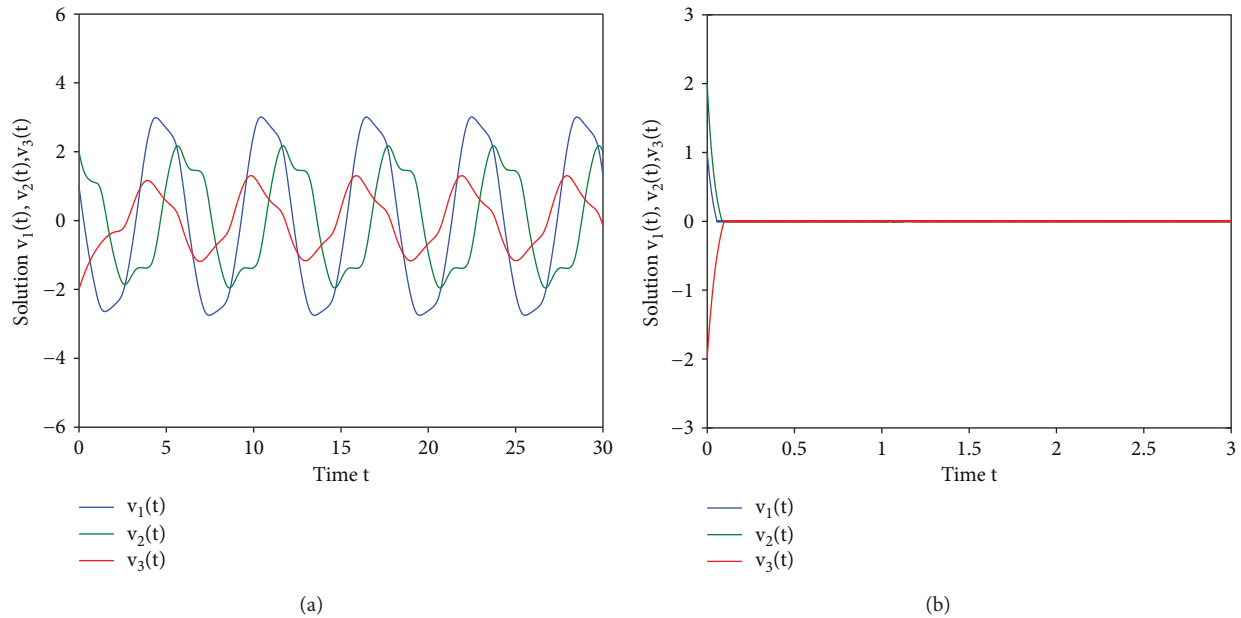 6
4
2
0
−2
−4
−6
Solution v₁(t), v₂(t),v₃(t)
0 5 10 15 20 25 30
Time t
v₁(t)
v₂(t)
v₃(t)
(a)
3
2
1
0
−1
−2
−3
Solution v₁(t), v₂(t),v₃(t)
0 0.5 1 1.5 2 2.5 3
Time t
v₁(t)
v₂(t)
v₃(t)
(b)